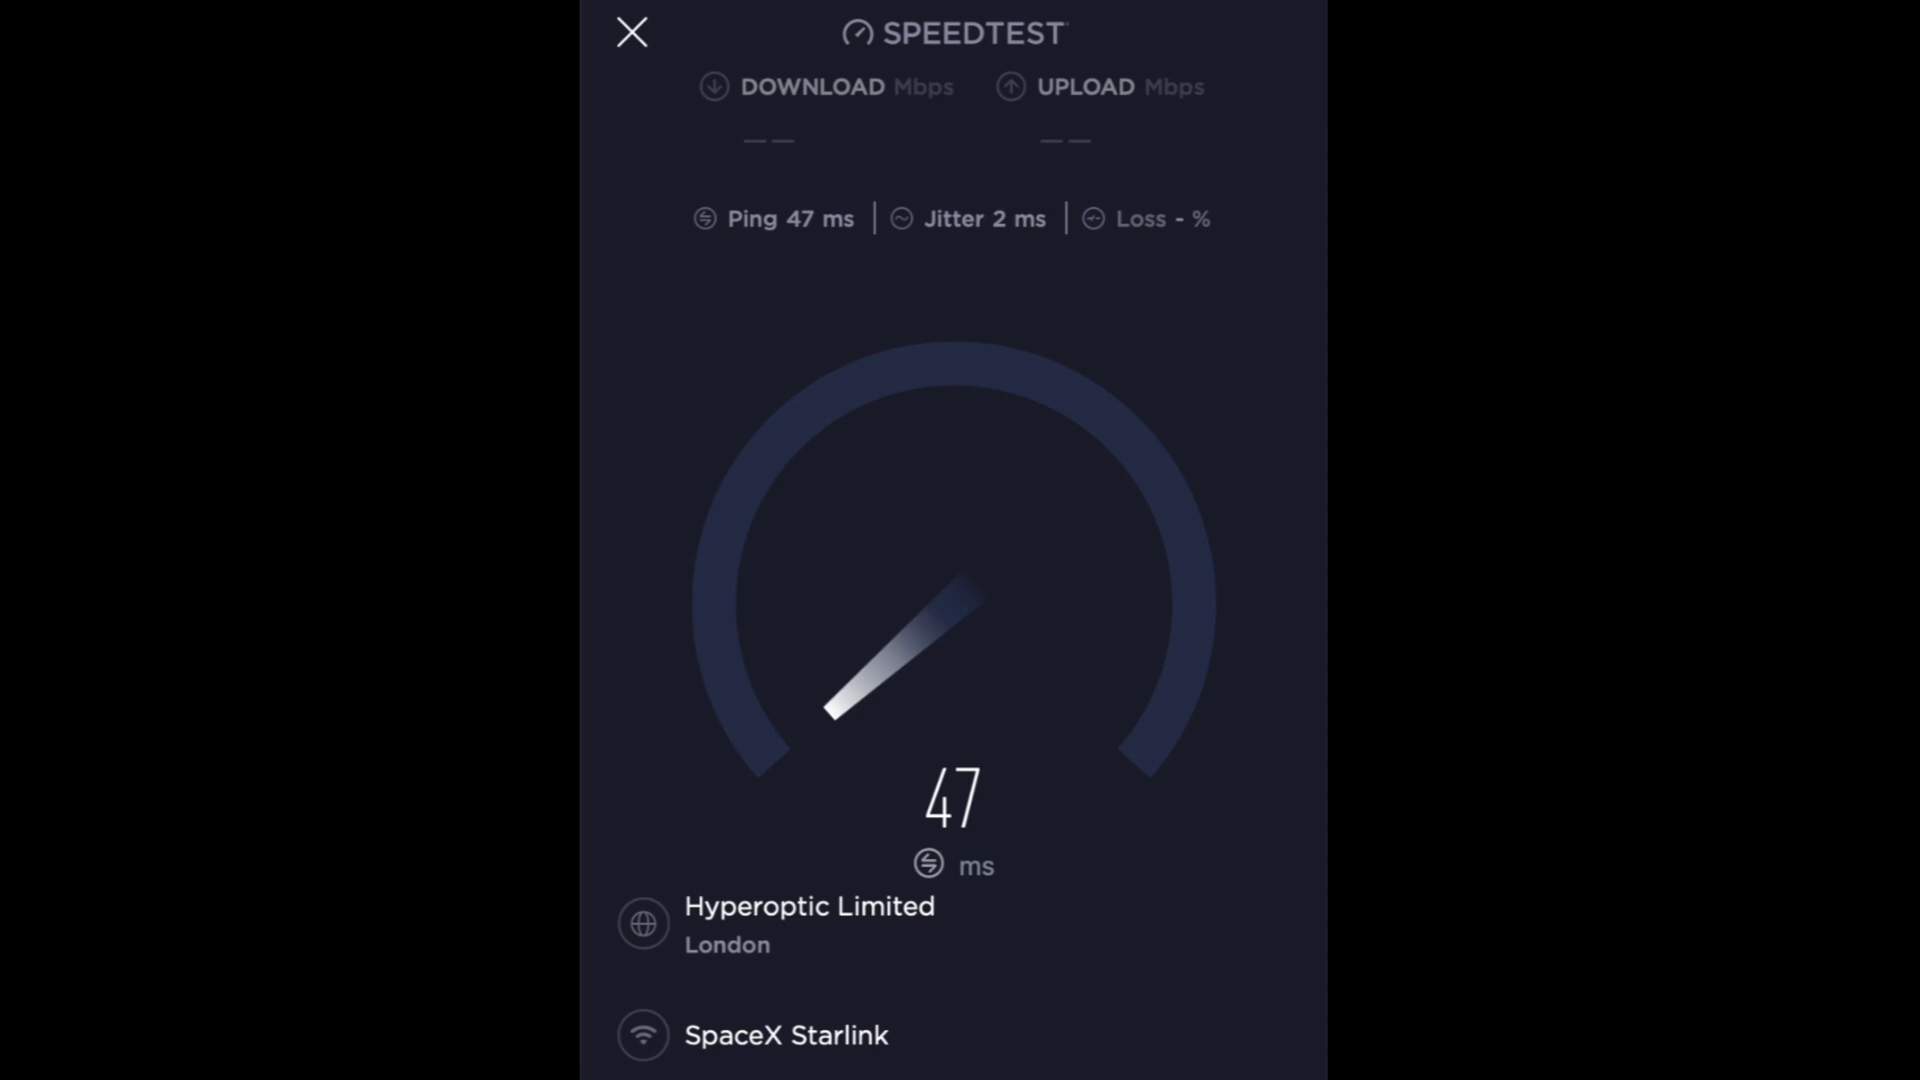 SPEEDTEST
DOWNLOAD Mbps UPLOAD Mbps
— — — —
Ping 47 ms | Jitter 2 ms | Loss - %
47
ms
Hyperoptic Limited
London
SpaceX Starlink